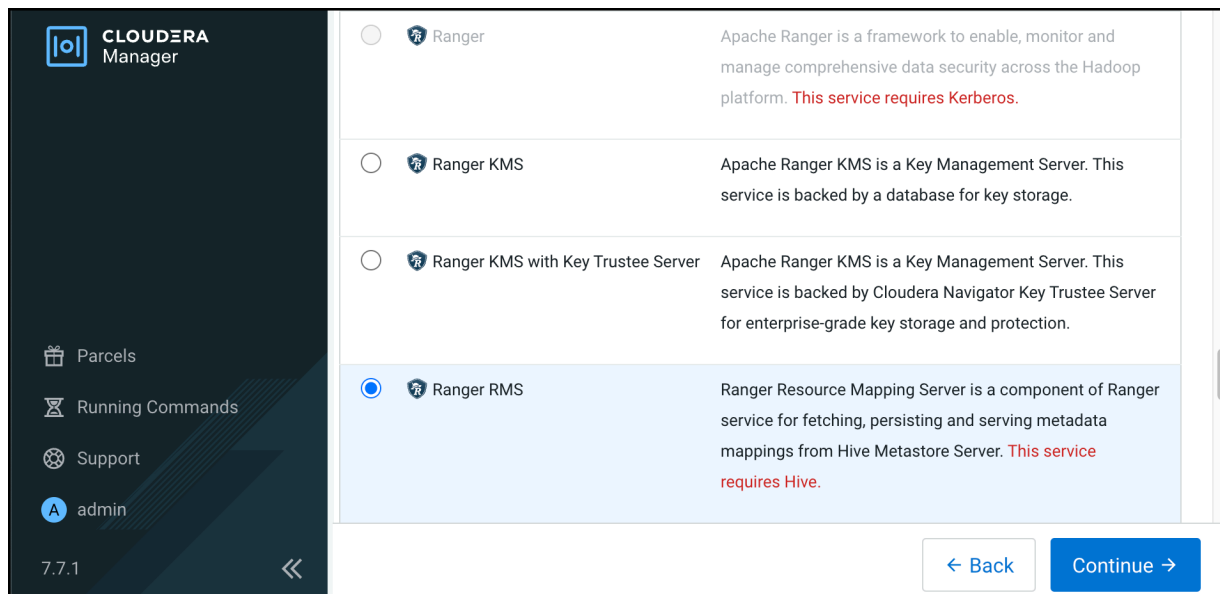 CLOUDERA
Manager
Parcels
Running Commands
Support
A admin
7.7.1
Ranger
Apache Ranger is a framework to enable, monitor and
manage comprehensive data security across the Hadoop
platform. This service requires Kerberos.
Ranger KMS
Apache Ranger KMS is a Key Management Server. This
service is backed by a database for key storage.
Ranger KMS with Key Trustee Server
Apache Ranger KMS is a Key Management Server. This
service is backed by Cloudera Navigator Key Trustee Server
for enterprise-grade key storage and protection.
Ranger RMS
Ranger Resource Mapping Server is a component of Ranger
service for fetching, persisting and serving metadata
mappings from Hive Metastore Server. This service
requires Hive.
← Back
Continue →